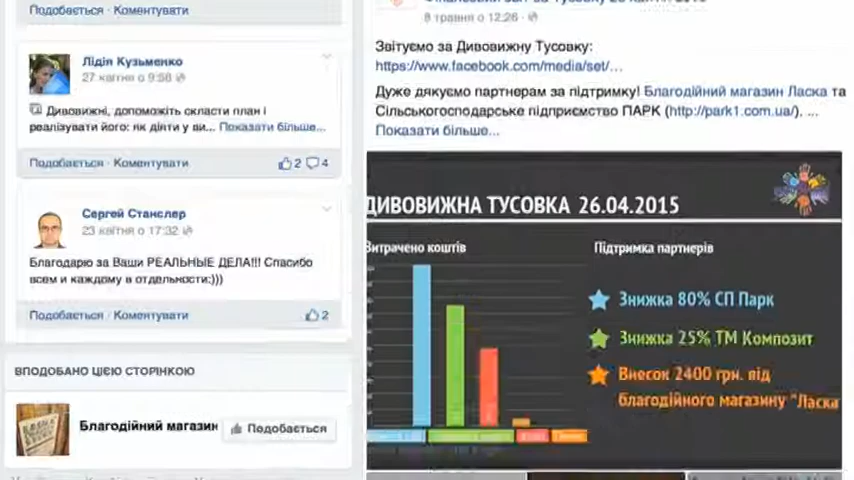 Подобається · Коментувати
Лідія Кузьменко
27 квітня о 9:58
Дивовижні, допоможіть скласти план і
реалізувати його: як діяти у ви... Показати більше...
Подобається · Коментувати 2 4
Сергей Станслер
23 квітня о 17:32
Благодарю за Ваши РЕАЛЬНЫЕ ДЕЛА!!! Спасибо
всем и каждому в отдельности:)))
Подобається · Коментувати 2
ВПОДОБАНО ЦІЄЮ СТОРІНКОЮ
Благодійний магазин
Подобається
8 травня о 12:26
Звітуємо за Дивовижну Тусовку:
https://www.facebook.com/media/set/...
Дуже дякуємо партнерам за підтримку! Благодійний магазин Ласка та
Сільськогосподарське підприємство ПАРК (http://park1.com.ua/), ...
Показати більше...
ДИВОВИЖНА ТУСОВКА 26.04.2015
Витрачено коштів
Підтримка партнерів
Знижка 80% СП Парк
Знижка 25% ТМ Композит
Внесок 2400 грн. від
благодійного магазину "Ласка